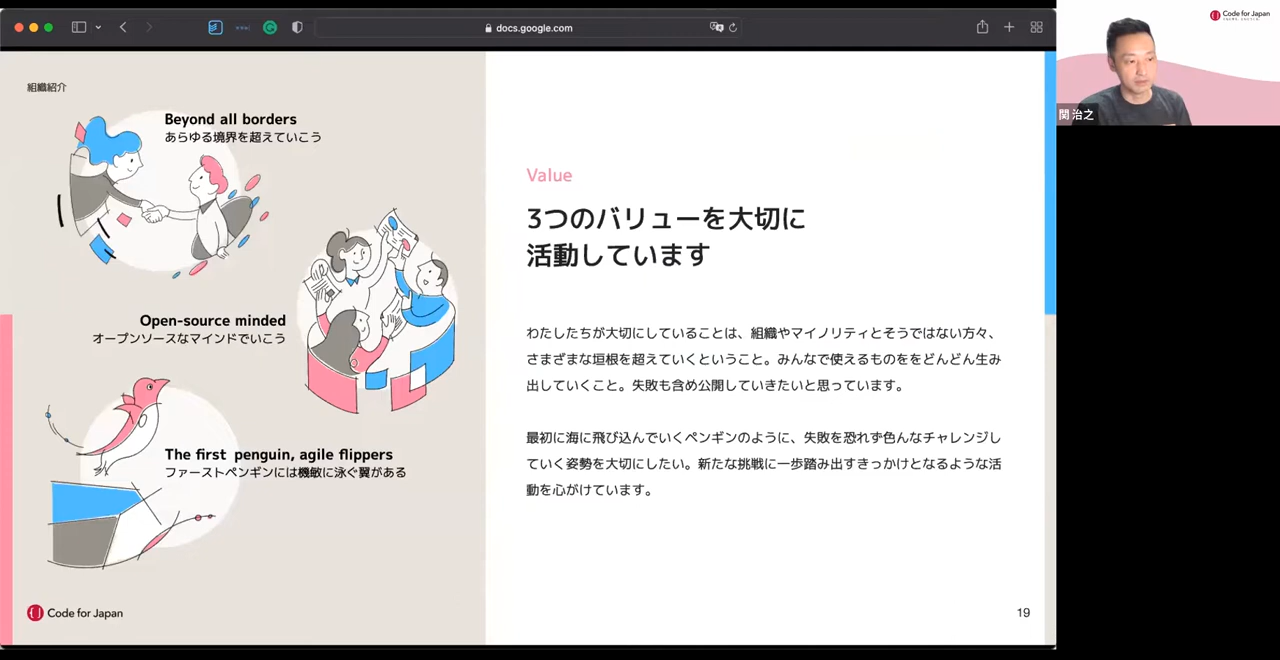 docs.google.com
組織紹介
Beyond all borders
あらゆる境界を超えていこう
Open-source minded
オープンソースなマインドでいこう
The first penguin, agile flippers
ファーストペンギンには機敏に泳ぐ翼がある
Code for Japan
Value
3つのバリューを大切に
活動しています
わたしたちが大切にしていることは、組織やマイノリティとそうではない方々、
さまざまな垣根を超えていくということ。みんなで使えるものををどんどん生み
出していくこと。失敗も含め公開していきたいと思っています。
最初に海に飛び込んでいくペンギンのように、失敗を恐れず色んなチャレンジし
ていく姿勢を大切にしたい。新たな挑戦に一歩踏み出すきっかけとなるような活
動を心がけています。
19
Code for Japan
関 治之